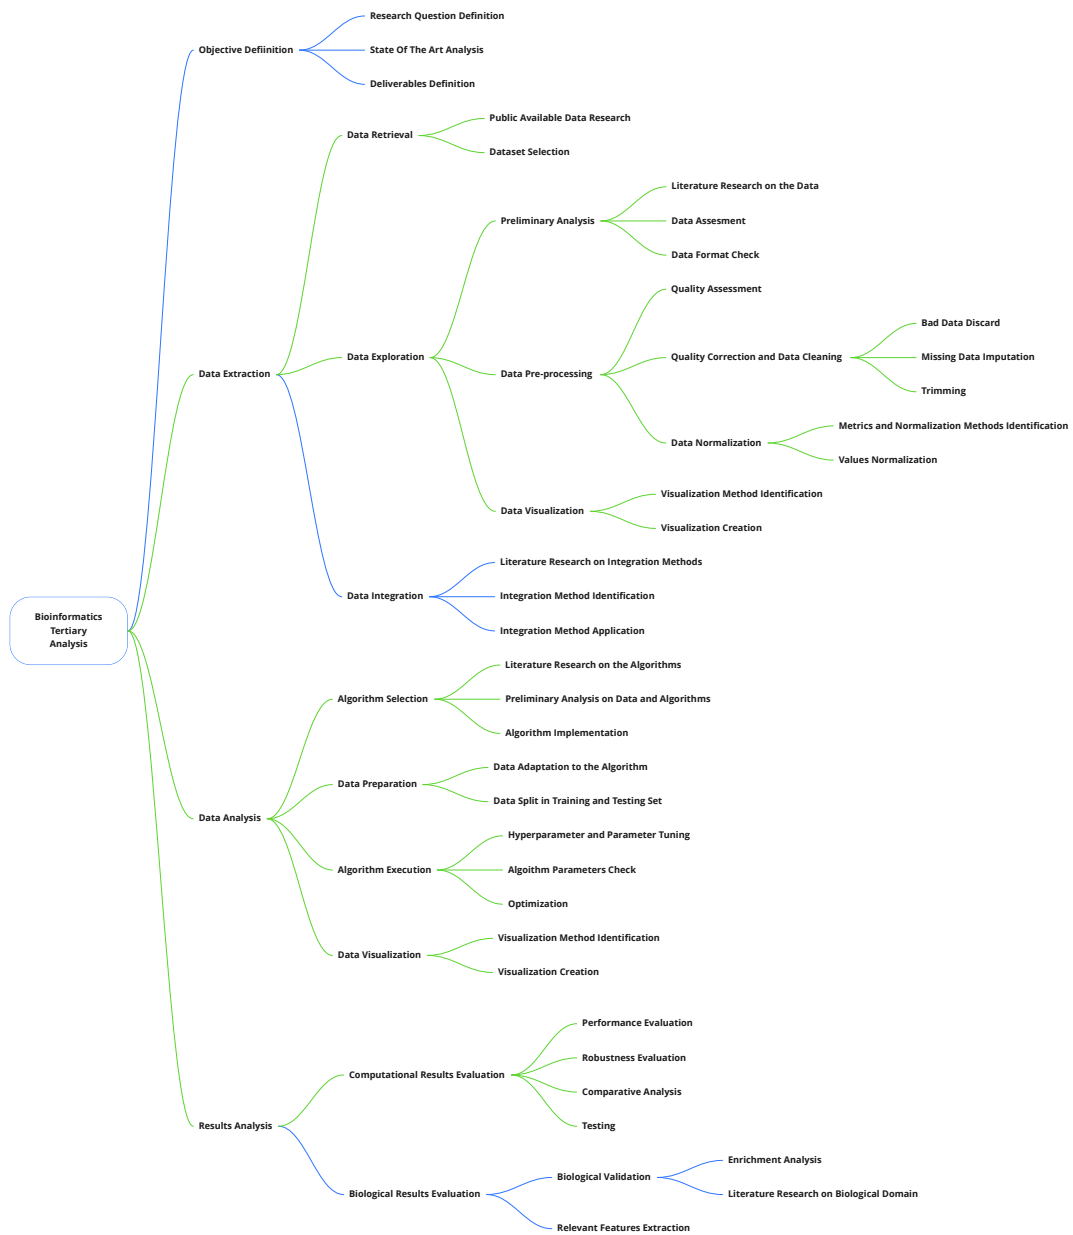 Research Question Definition
Objective Defiinition
State Of The Art Analysis
Deliverables Definition
Public Available Data Research
Data Retrieval
Dataset Selection
Literature Research on the Data
Preliminary Analysis
Data Assesment
Data Format Check
Quality Assessment
Bad Data Discard
Data Exploration
Quality Correction and Data Cleaning
Missing Data Imputation
Data Extraction
Data Pre-processing
Trimming
Metrics and Normalization Methods Identification
Data Normalization
Values Normalization
Visualization Method Identification
Data Visualization
Visualization Creation
Literature Research on Integration Methods
Data Integration
Integration Method Identification
Integration Method Application
Bioinformatics
Tertiary
Analysis
Literature Research on the Algorithms
Algorithm Selection
Preliminary Analysis on Data and Algorithms
Algorithm Implementation
Data Adaptation to the Algorithm
Data Preparation
Data Split in Training and Testing Set
Data Analysis
Hyperparameter and Parameter Tuning
Algorithm Execution
Algoithm Parameters Check
Optimization
Visualization Method Identification
Data Visualization
Visualization Creation
Performance Evaluation
Robustness Evaluation
Computational Results Evaluation
Comparative Analysis
Testing
Results Analysis
Enrichment Analysis
Biological Validation
Biological Results Evaluation
Literature Research on Biological Domain
Relevant Features Extraction